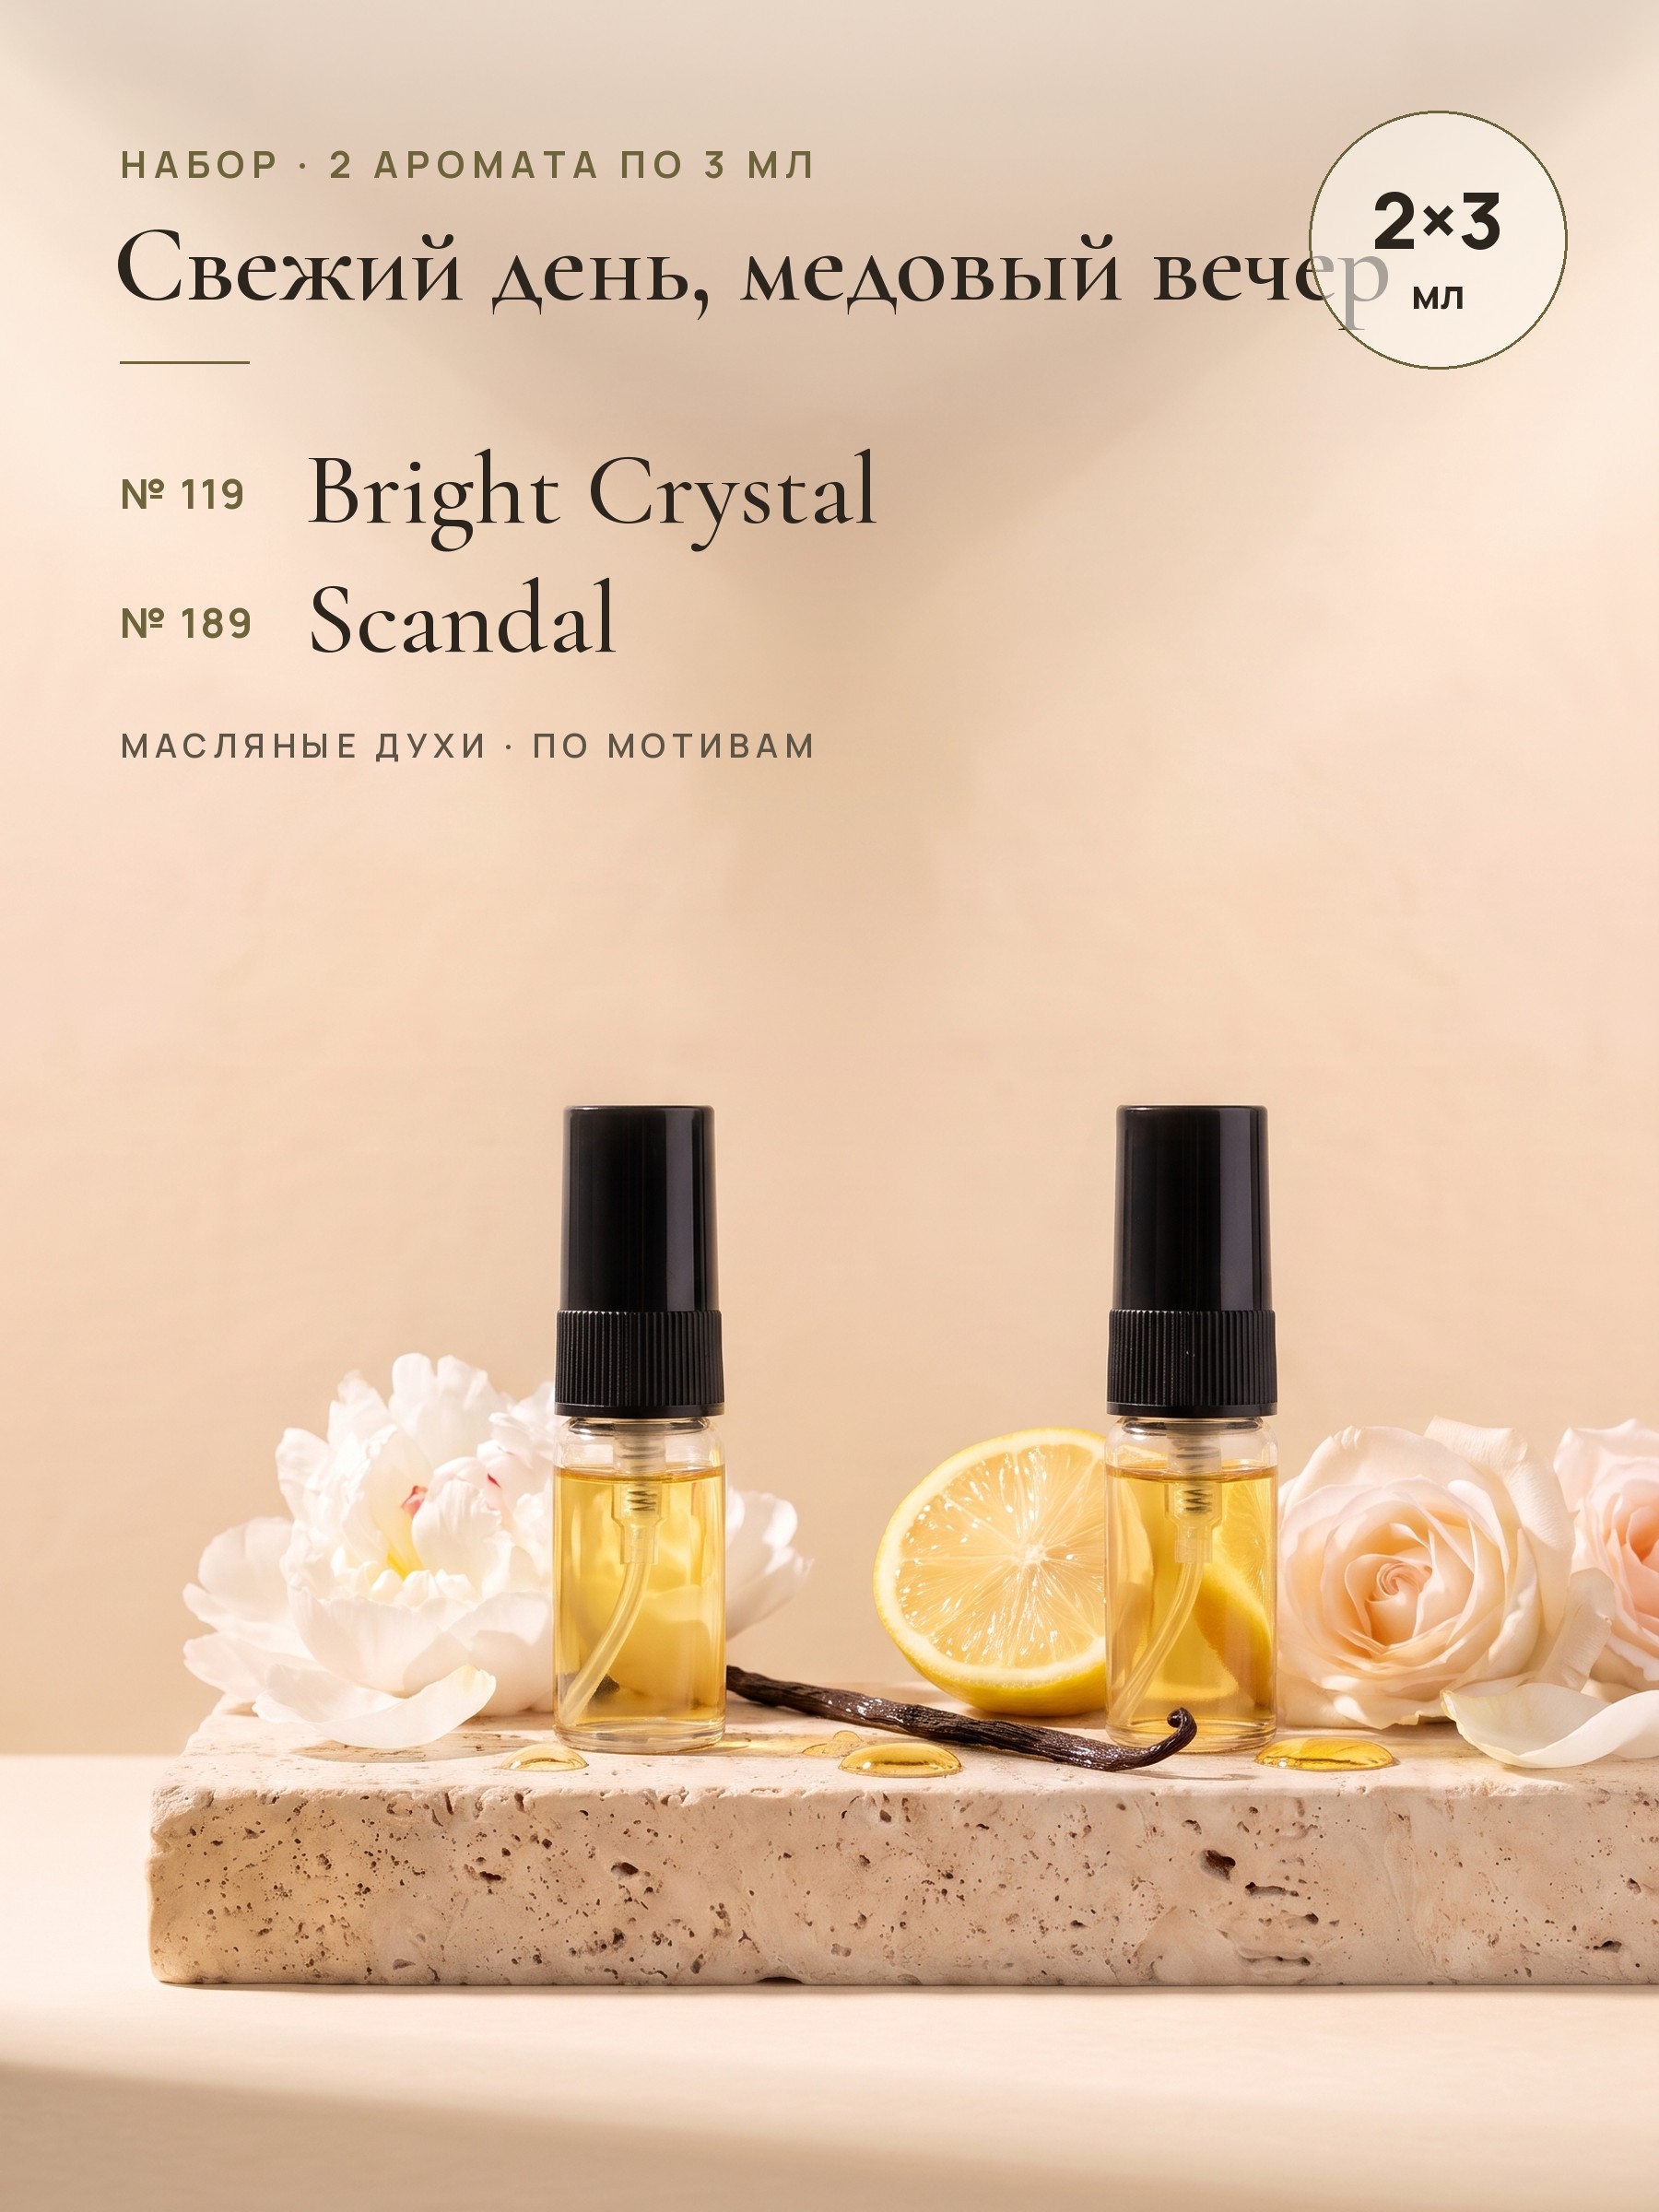 НАБОР · 2 АРОМАТА ПО 3 МЛ
Свежий день, медовый вечер
2×3
мл
№ 119 Bright Crystal
№ 189 Scandal
МАСЛЯНЫЕ ДУХИ · ПО МОТИВАМ